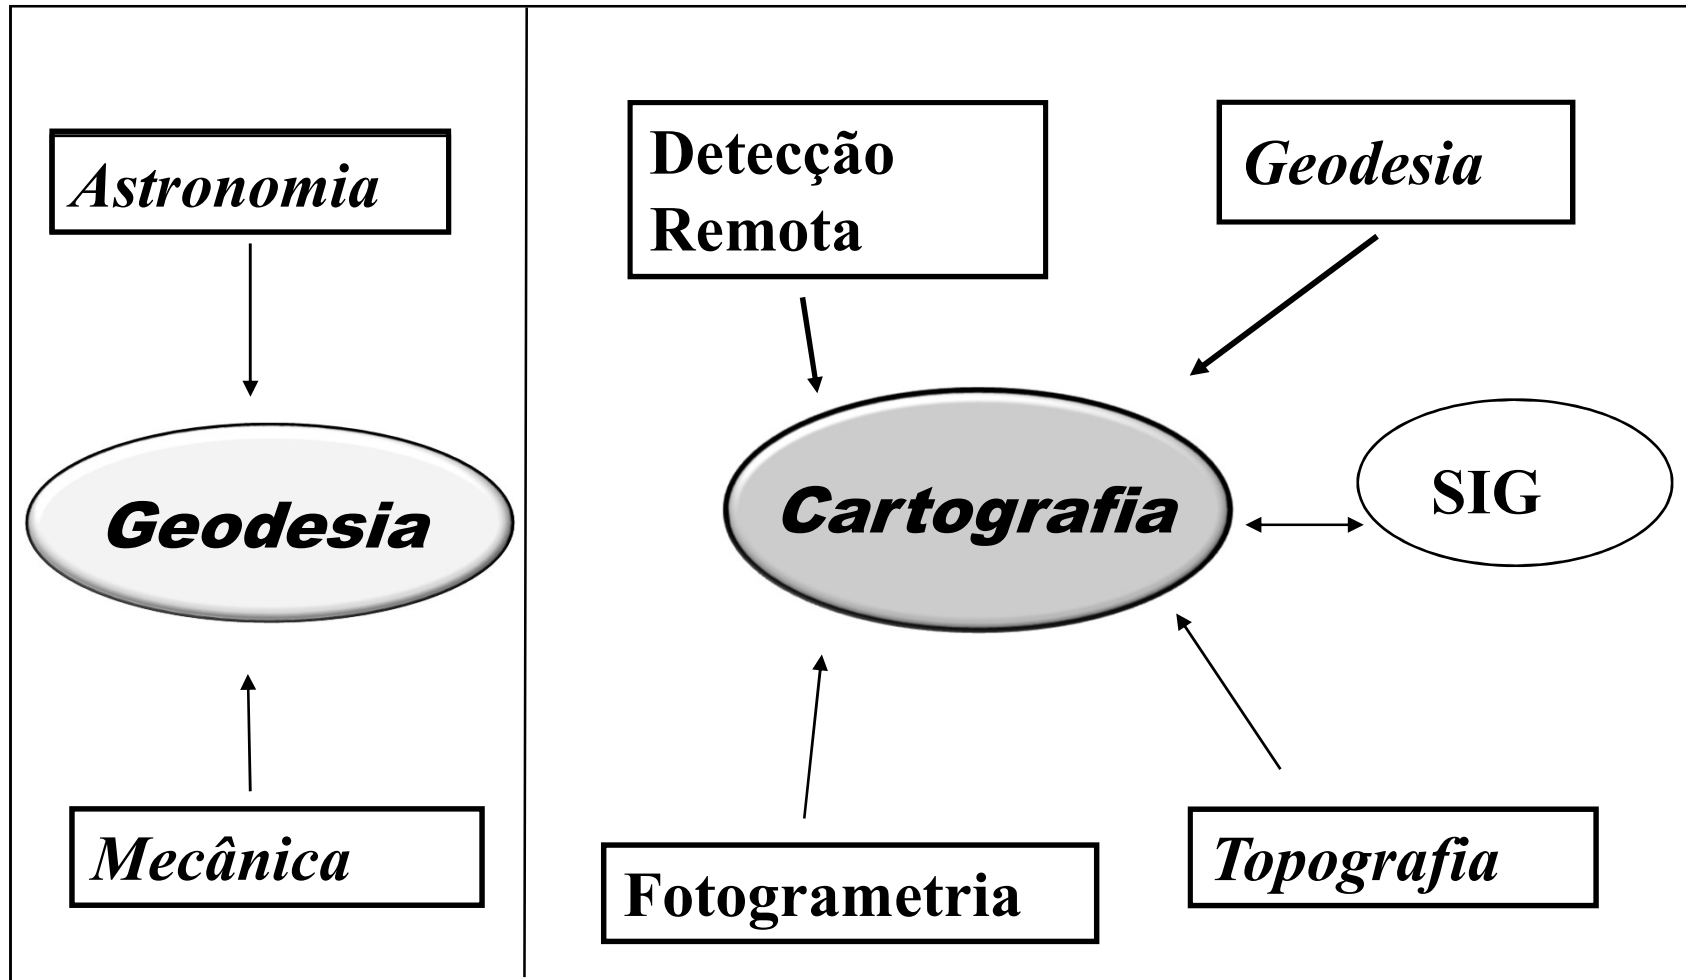 Astronomia
Geodesia
Mecânica
Detecção
Remota
Geodesia
Cartografia
SIG
Fotogrametria
Topografia